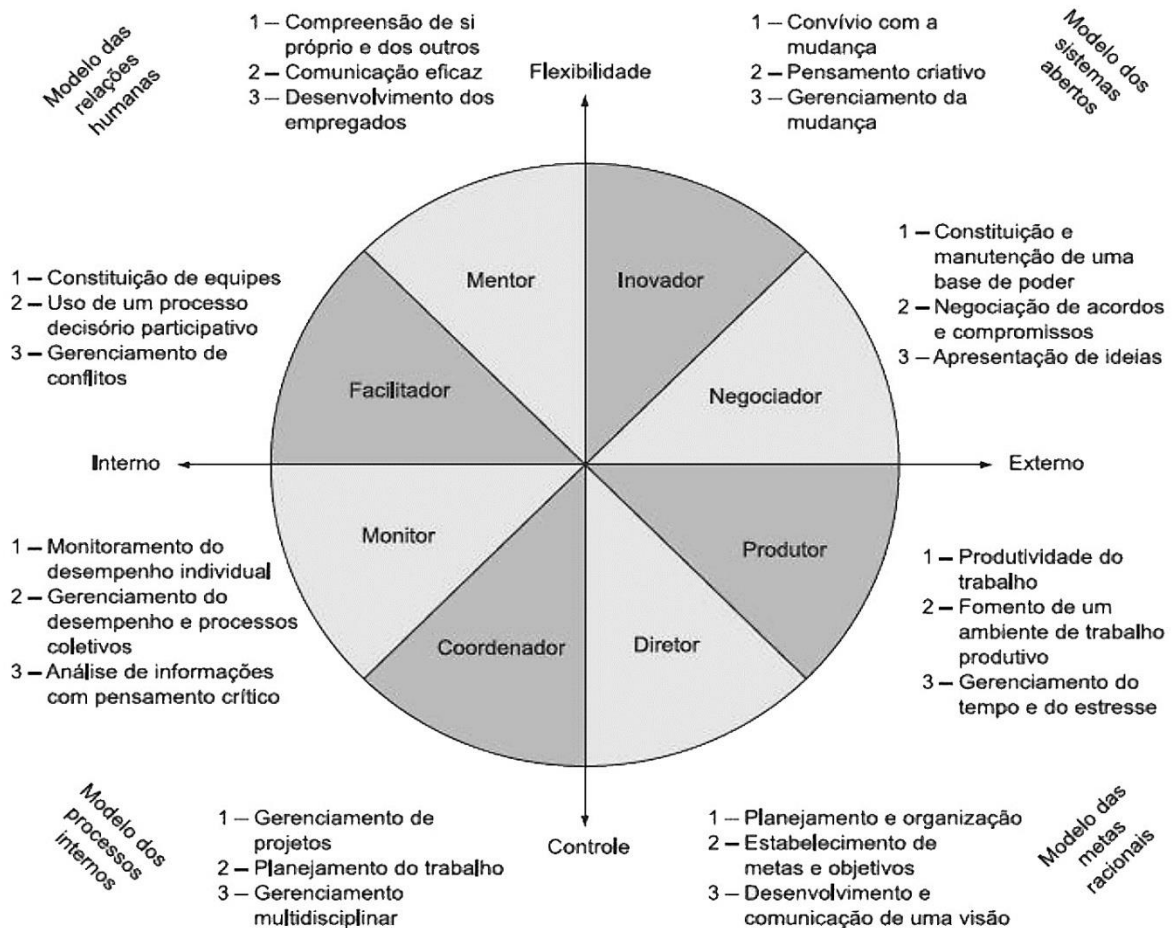 Modelo das
relações
humanas
1 – Compreensão de si
próprio e dos outros
2 – Comunicação eficaz
3 – Desenvolvimento dos
empregados
Flexibilidade
1 – Convívio com a
mudança
2 – Pensamento criativo
3 – Gerenciamento da
mudança
Modelo dos
sistemas
abertos
1 – Constituição de equipes
2 – Uso de um processo
decisório participativo
3 – Gerenciamento de
conflitos
Mentor
Inovador
Facilitador
Negociador
1 – Constituição e
manutenção de uma
base de poder
2 – Negociação de acordos
e compromissos
3 – Apresentação de ideias
Interno
Externo
1 – Monitoramento do
desempenho individual
2 – Gerenciamento do
desempenho e processos
coletivos
3 – Análise de informações
com pensamento crítico
Monitor
Coordenador
Diretor
Produtor
1 – Produtividade do
trabalho
2 – Fomento de um
ambiente de trabalho
produtivo
3 – Gerenciamento do
tempo e do estresse
Modelo dos
processos
internos
1 – Gerenciamento de
projetos
2 – Planejamento do trabalho
3 – Gerenciamento
multidisciplinar
Controle
1 – Planejamento e organização
2 – Estabelecimento de
metas e objetivos
3 – Desenvolvimento e
comunicação de uma visão
Modelo das
metas
racionais